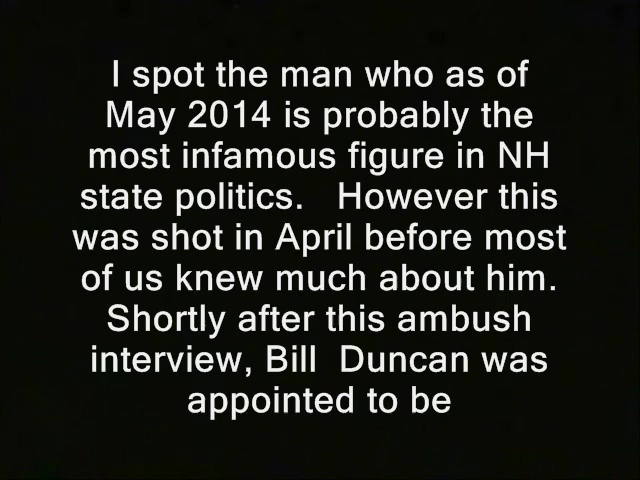 I spot the man who as of
May 2014 is probably the
most infamous figure in NH
state politics.   However this
was shot in April before most
of us knew much about him.
Shortly after this ambush
interview, Bill  Duncan was
appointed to be